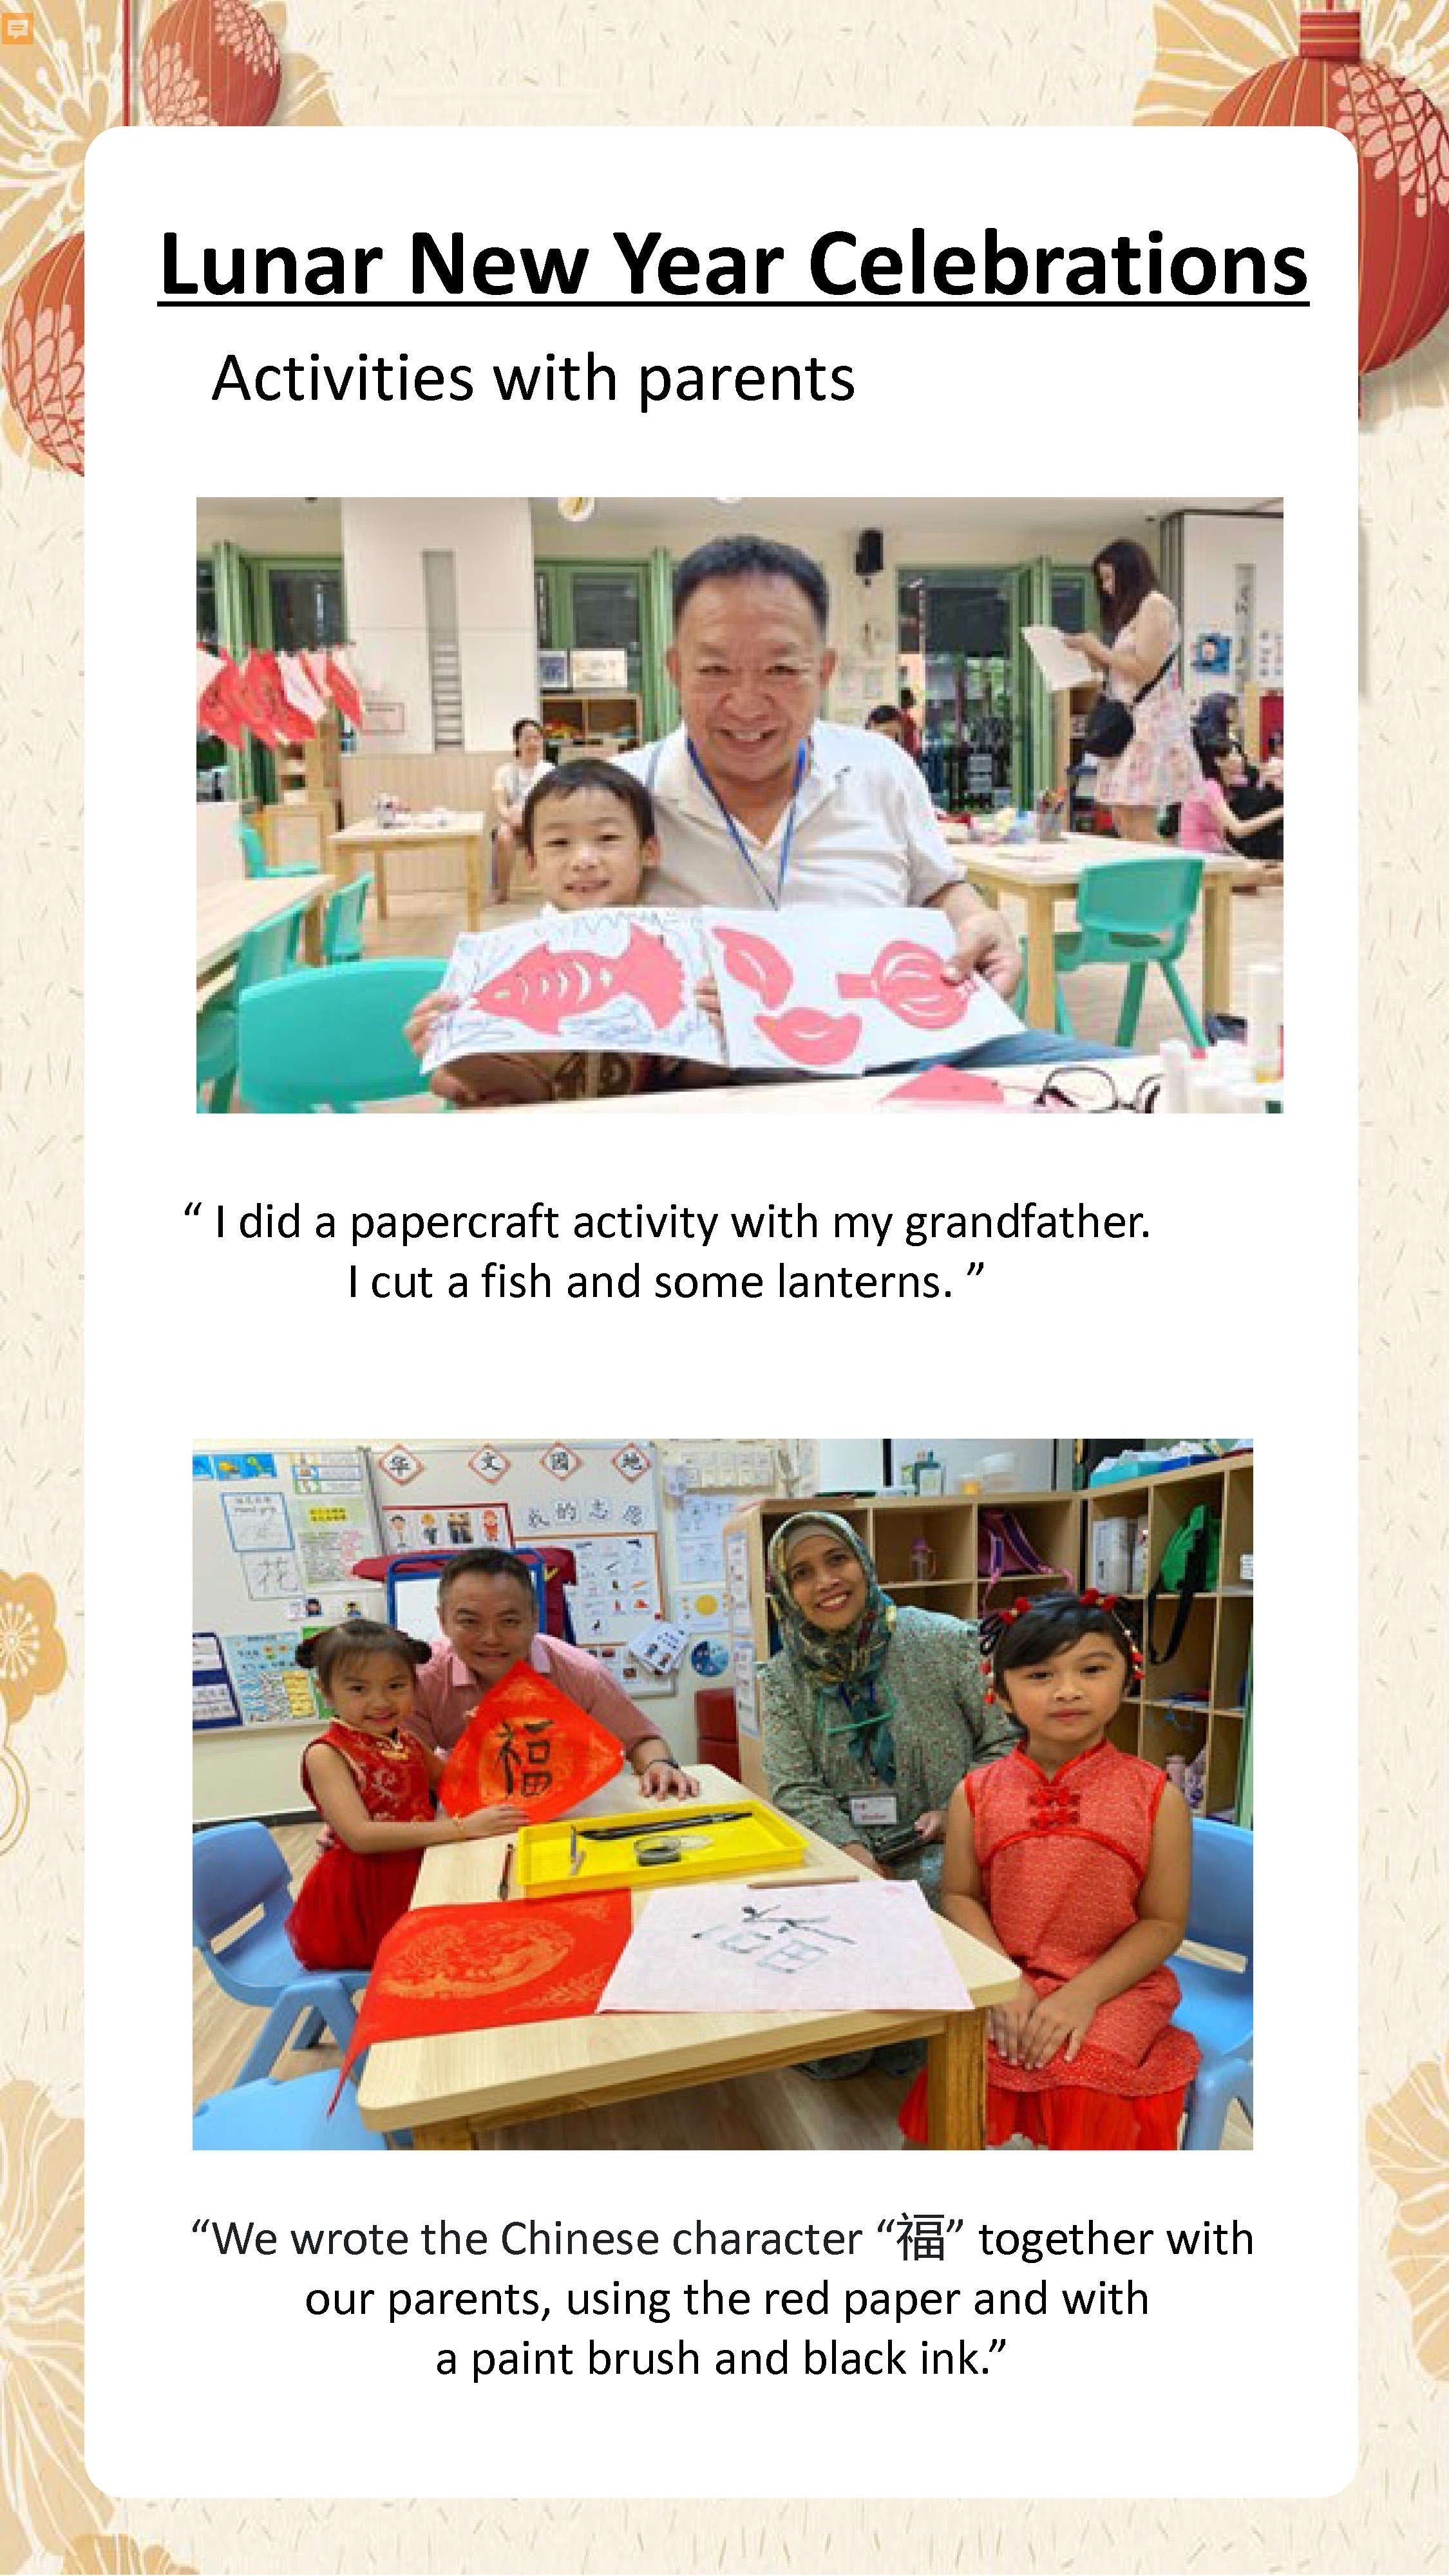 Lunar New Year Celebrations
Activities with parents
“ I did a papercraft activity with my grandfather.
I cut a fish and some lanterns. ”
华 文 园 地
我 的 志 愿
花
福
福
“We wrote the Chinese character “福” together with
our parents, using the red paper and with
a paint brush and black ink.”